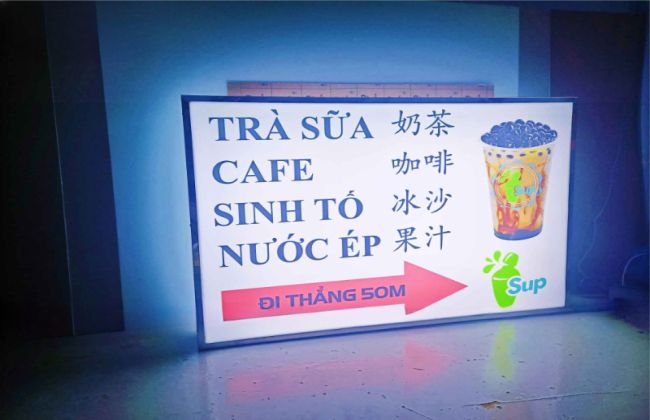 TRÀ SỮA 奶茶
CAFE 咖啡
SINH TỐ 冰沙
NƯỚC ÉP 果汁
ĐI THẲNG 50M
Sup
Sup